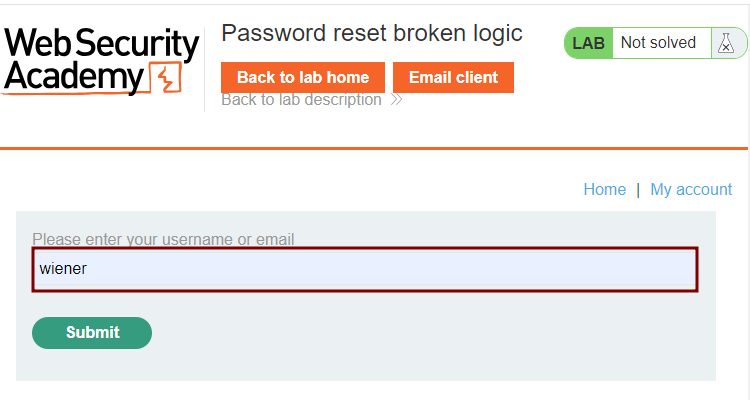 Web Security
Academy
Password reset broken logic
Back to lab home
Email client
Back to lab description
LAB
Not solved
Home | My account
Please enter your username or email
wiener
Submit